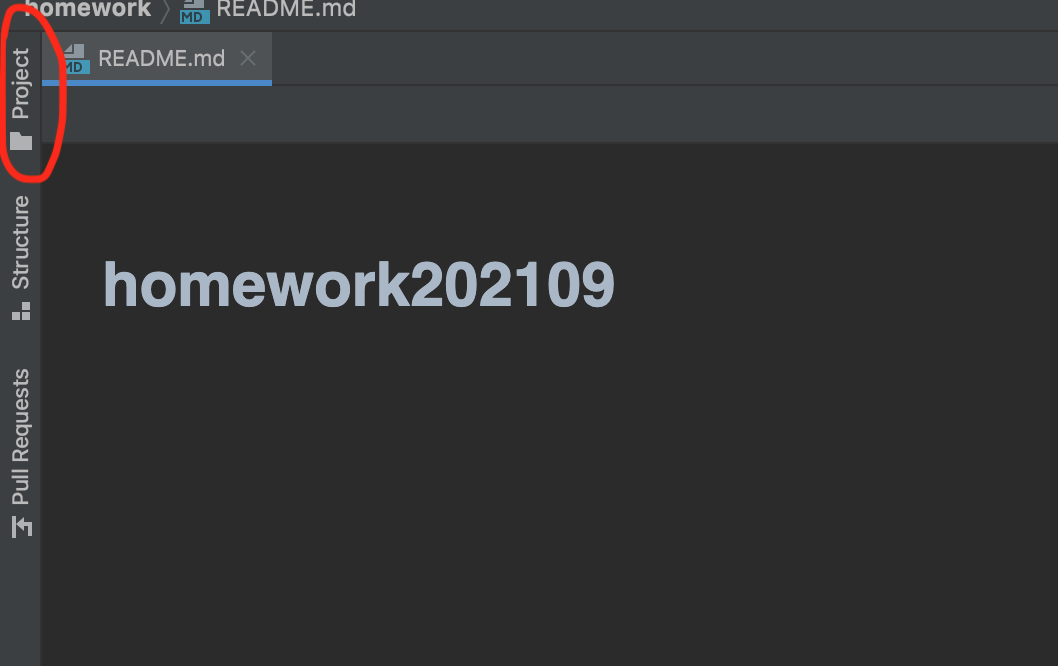 homework README.md
README.md
Project
Structure
Pull Requests
homework202109